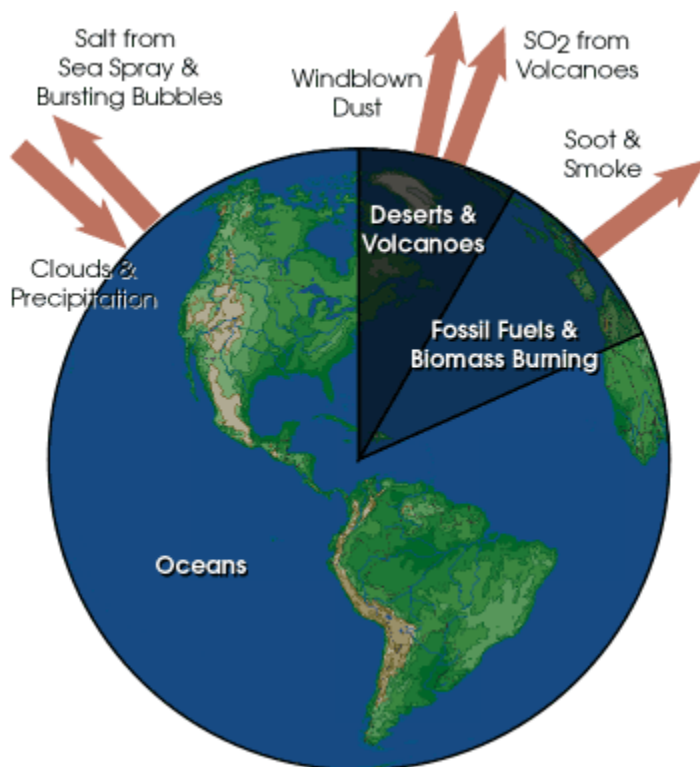 Salt from
Sea Spray &
Bursting Bubbles
Windblown
Dust
SO2 from
Volcanoes
Soot &
Smoke
Clouds &
Precipitation
Deserts &
Volcanoes
Fossil Fuels &
Biomass Burning
Oceans